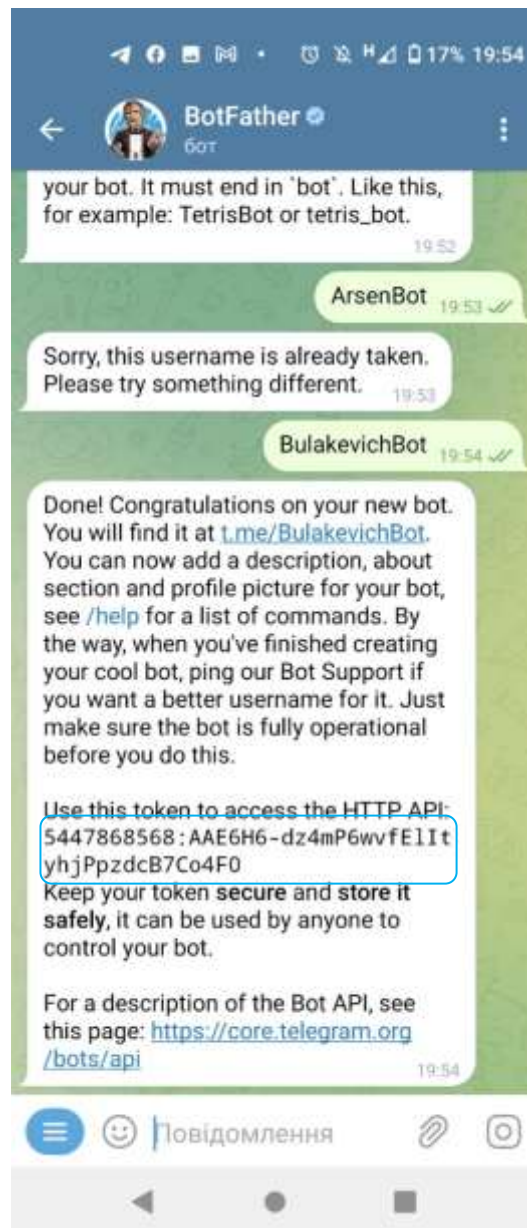 H 17% 19:54
BotFather
бот
your bot. It must end in `bot`. Like this,
for example: TetrisBot or tetris_bot.
19:52
ArsenBot 19:53
Sorry, this username is already taken.
Please try something different.
19:53
BulakevichBot 19:54
Done! Congratulations on your new bot.
You will find it at t.me/BulakevichBot.
You can now add a description, about
section and profile picture for your bot,
see /help for a list of commands. By
the way, when you've finished creating
your cool bot, ping our Bot Support if
you want a better username for it. Just
make sure the bot is fully operational
before you do this.
Use this token to access the HTTP API:
5447868568:AAE6H6-dz4mP6wvfElIt
yhjPpzdcB7Co4F0
Keep your token secure and store it
safely, it can be used by anyone to
control your bot.
For a description of the Bot API, see
this page: https://core.telegram.org
/bots/api
19:54
Повідомлення